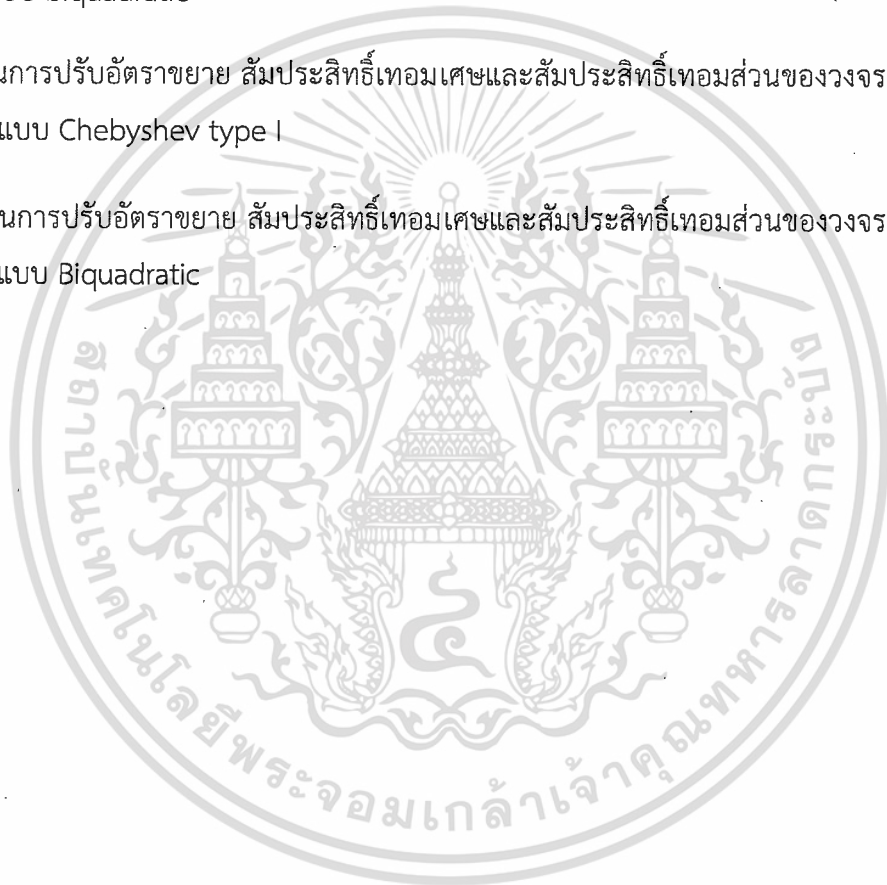 นการปรับอัตราขยาย สัมประสิทธิ์เทอมเศษและสัมประสิทธิ์เทอมส่วนของวงจร
แบบ Chebyshev type I
นการปรับอัตราขยาย สัมประสิทธิ์เทอมเศษและสัมประสิทธิ์เทอมส่วนของวงจร
แบบ Biquadratic
สถาบันเทคโนโลยีพระจอมเกล้าเจ้าคุณทหารลาดกระบัง